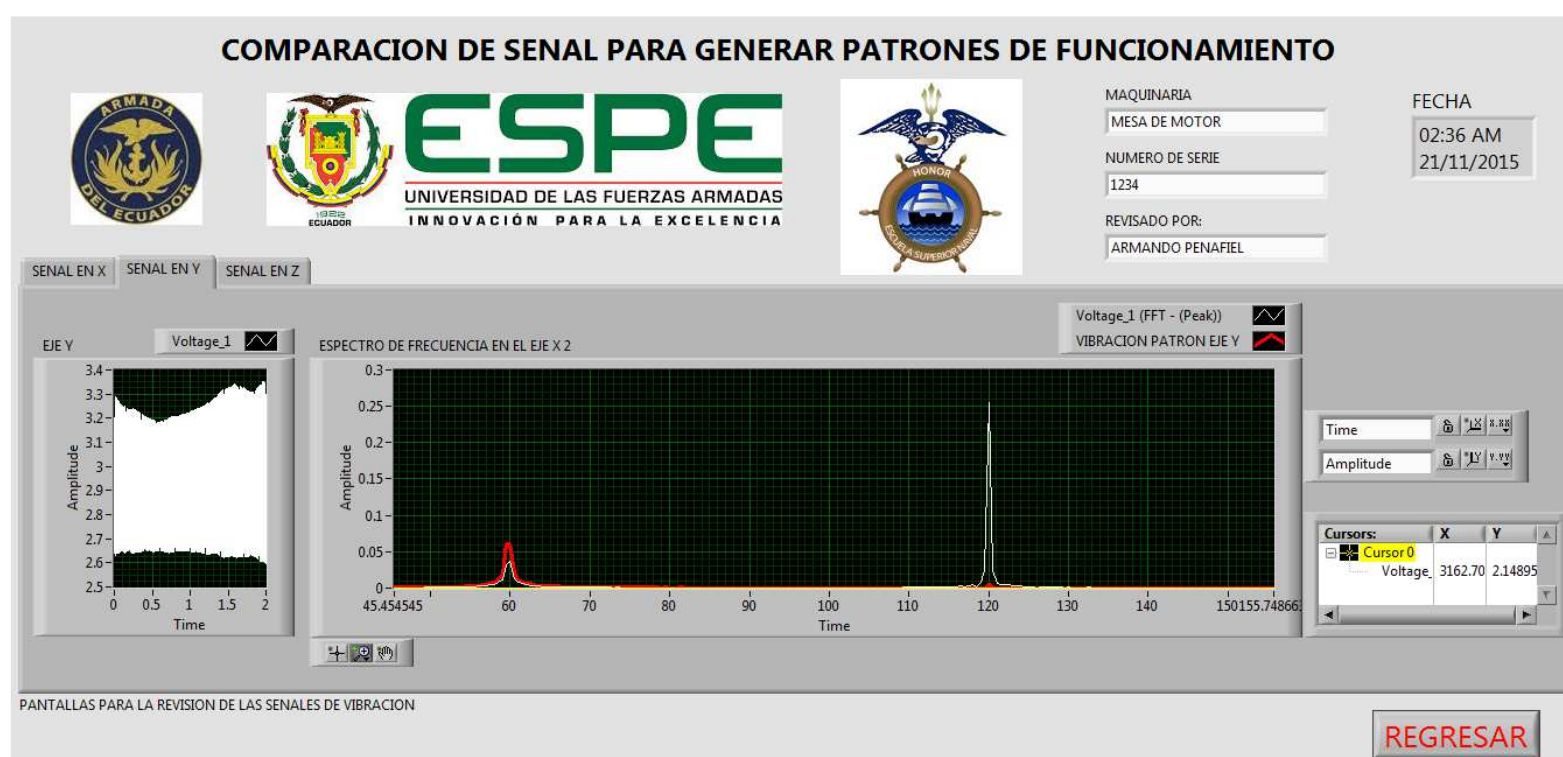 COMPARACION DE SENAL PARA GENERAR PATRONES DE FUNCIONAMIENTO
ARMADA
DEL ECUADOR
1922
ECUADOR
ESPE
UNIVERSIDAD DE LAS FUERZAS ARMADAS
INNOVACIÓN PARA LA EXCELENCIA
HONOR
ESCUELA SUPERIOR NAVAL
MAQUINARIA
MESA DE MOTOR
NUMERO DE SERIE
1234
REVISADO POR:
ARMANDO PENAFIEL
FECHA
02:36 AM
21/11/2015
SENAL EN X SENAL EN Y SENAL EN Z
EJE Y
Voltage_1
3.4
3.3
3.2
3.1
3
2.9
2.8
2.7
2.6
2.5
Amplitude
0 0.5 1 1.5 2
Time
ESPECTRO DE FRECUENCIA EN EL EJE X 2
Voltage_1 (FFT - (Peak))
VIBRACION PATRON EJE Y
0.3
0.25
0.2
0.15
0.1
0.05
0
Amplitude
45.454545 60 70 80 90 100 110 120 130 140 150155.74866
Time
Time
Amplitude
Cursors: X Y
Cursor 0
Voltage_ 3162.70 2.14895
PANTALLAS PARA LA REVISION DE LAS SENALES DE VIBRACION
REGRESAR